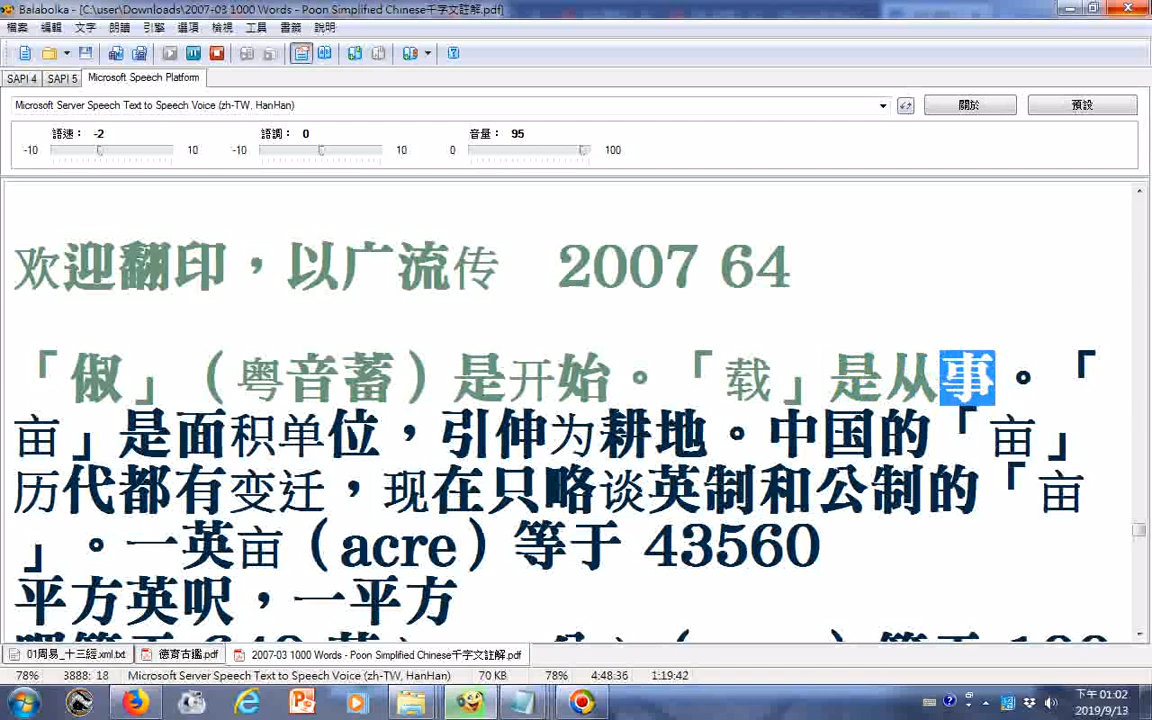 Balabolka - [C:\user\Downloads\2007-03 1000 Words - Poon Simplified Chinese千字文註解.pdf]
檔案 編輯 文字 朗讀 引擎 選項 檢視 工具 書籤 說明
SAPI 4 SAPI 5 Microsoft Speech Platform
Microsoft Server Speech Text to Speech Voice (zh-TW, HanHan) 關於 預設
語速： -2 語調： 0 音量： 95
-10 10 -10 10 0 100
欢迎翻印，以广流传 2007 64
「俶」（粤音蓄）是开始。「载」是从事。「
亩」是面积单位，引伸为耕地。中国的「亩」
历代都有变迁，现在只略谈英制和公制的「亩
」。一英亩（acre）等于 43560
平方英呎，一平方
01周易_十三經.xml.txt 德育古鑑.pdf 2007-03 1000 Words - Poon Simplified Chinese千字文註解.pdf
78% 3888: 18 Microsoft Server Speech Text to Speech Voice (zh-TW, HanHan) 70 KB 78% 4:48:36 1:19:42
下午 01:02
2019/9/13